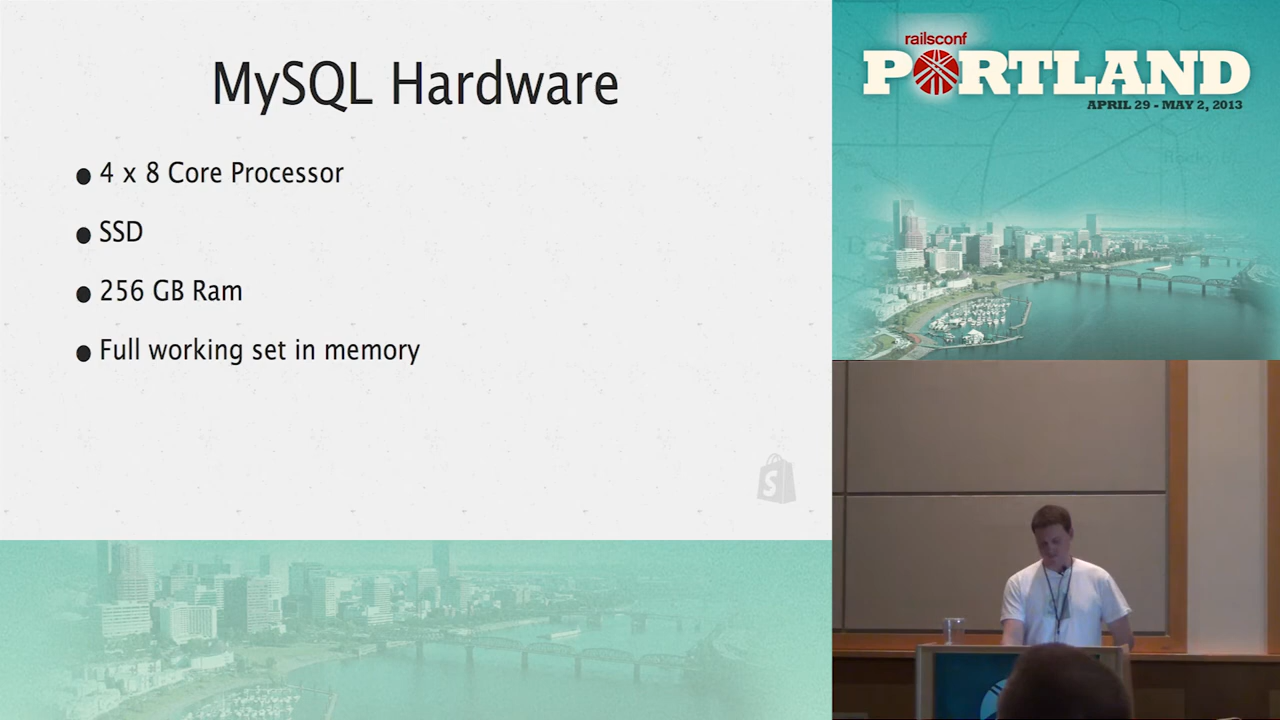 MySQL Hardware
4 x 8 Core Processor
SSD
256 GB Ram
Full working set in memory
railsconf
PORTLAND
APRIL 29 - MAY 2, 2013